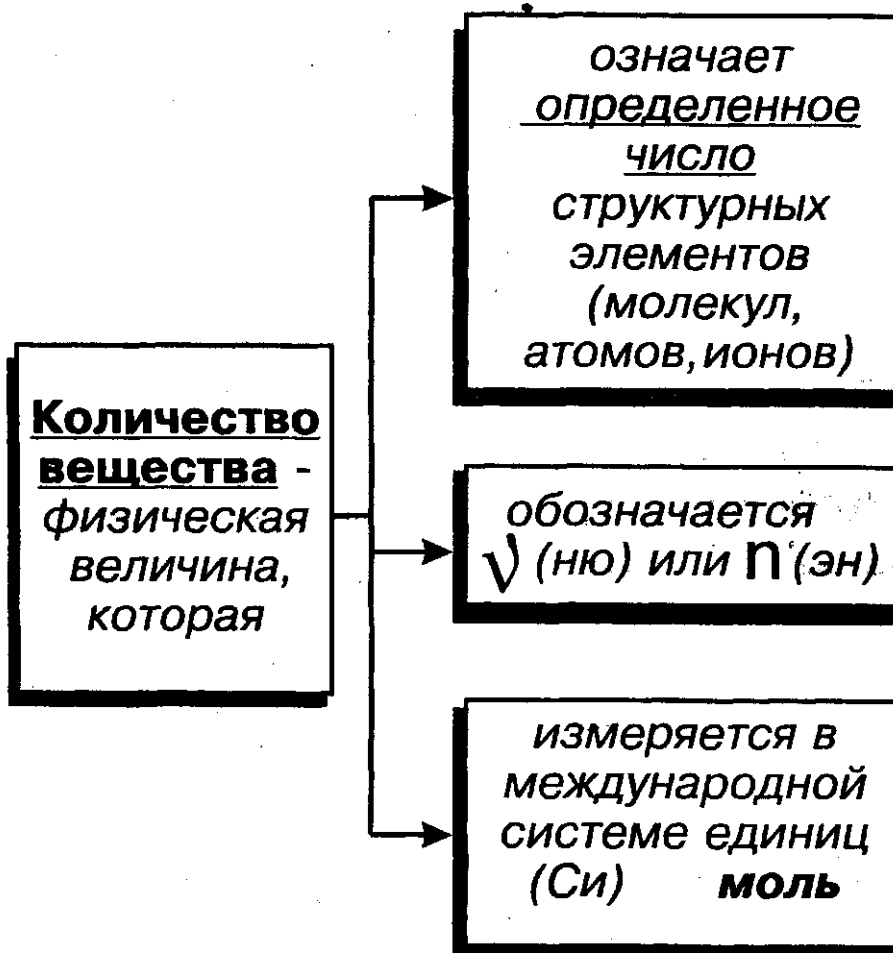 Количество
вещества -
физическая
величина,
которая
означает
определенное
число
структурных
элементов
(молекул,
атомов, ионов)
обозначается
ν (ню) или n (эн)
измеряется в
международной
системе единиц
(Си) моль